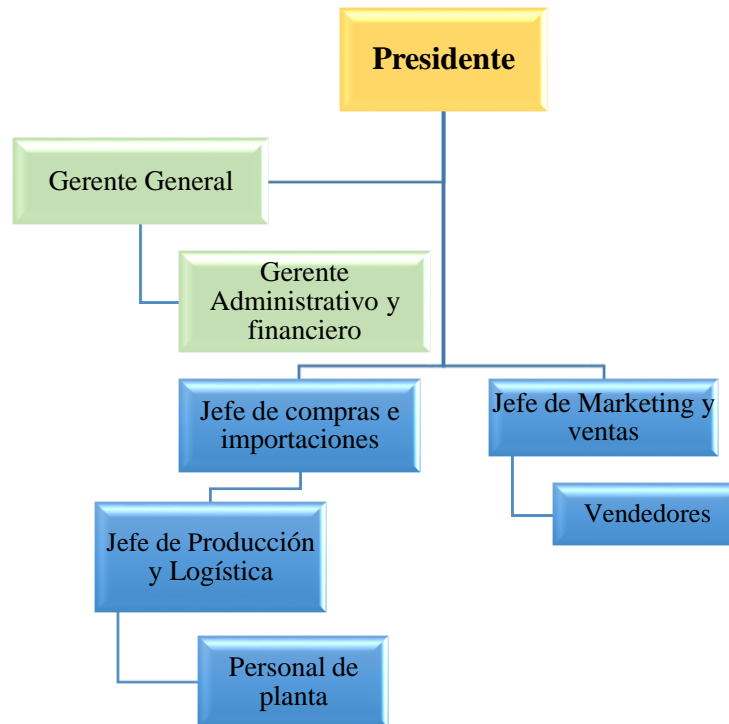 Presidente
Gerente General
Gerente
Administrativo y
financiero
Jefe de compras e
importaciones
Jefe de Marketing y
ventas
Vendedores
Jefe de Producción
y Logística
Personal de
planta